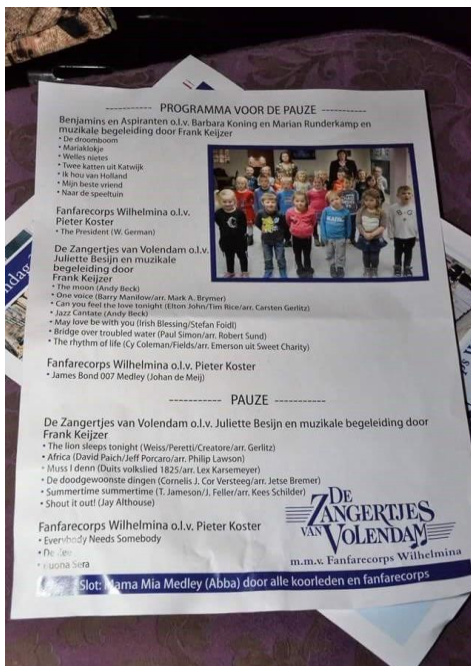 PROGRAMMA VOOR DE PAUZE
Benjamins en Aspiranten o.l.v. Barbara Koning en Marian Runderkamp en
muzikale begeleiding door Frank Keijzer
• De droomboom
• Mariaklokje
• Welles nietes
• Twee katten uit Katwijk
• Ik hou van Holland
• Mijn beste vriend
• Naar de speeltuin
Fanfarecorps Wilhelmina o.l.v.
Pieter Koster
• The President (W. German)
De Zangertjes van Volendam o.l.v.
Juliette Besijn en muzikale
begeleiding door
Frank Keijzer
• The moon (Andy Beck)
• One voice (Barry Manilow/arr. Mark A. Brymer)
• Can you feel the love tonight (Elton John/Tim Rice/arr. Carsten Gerlitz)
• Jazz Cantate (Andy Beck)
• May love be with you (Irish Blessing/Stefan Foidl)
• Bridge over troubled water (Paul Simon/arr. Robert Sund)
• The rhythm of life (Cy Coleman/Fields/arr. Emerson uit Sweet Charity)
Fanfarecorps Wilhelmina o.l.v. Pieter Koster
• James Bond 007 Medley (Johan de Meij)
PAUZE
De Zangertjes van Volendam o.l.v. Juliette Besijn en muzikale begeleiding door
Frank Keijzer
• The lion sleeps tonight (Weiss/Peretti/Creatore/arr. Gerlitz)
• Africa (David Paich/Jeff Porcaro/arr. Philip Lawson)
• Muss I denn (Duits volkslied 1825/arr. Lex Karsemeyer)
• De doodgewoonste dingen (Cornelis J. Cor Versteeg/arr. Jetse Bremer)
• Summertime summertime (T. Jameson/J. Feller/arr. Kees Schilder)
• Shout it out! (Jay Althouse)
Fanfarecorps Wilhelmina o.l.v. Pieter Koster
• Everybody Needs Somebody
• De
• Buona Sera
DE
ZANGERTJES
VAN VOLENDAM
m.m.v. Fanfarecorps Wilhelmina
Slot: Mama Mia Medley (Abba) door alle koorleden en fanfarecorps